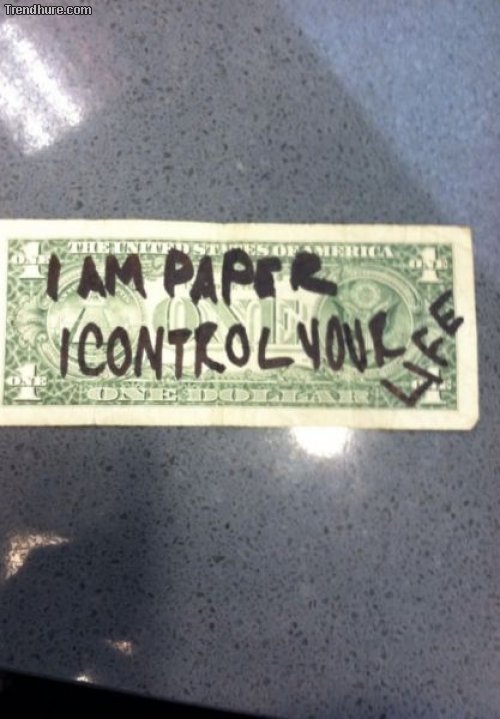 Trendhure.com
THE UNITED STATES OF AMERICA
I AM PAPER
I CONTROL YOUR LIFE
ONE
ONE DOLLAR